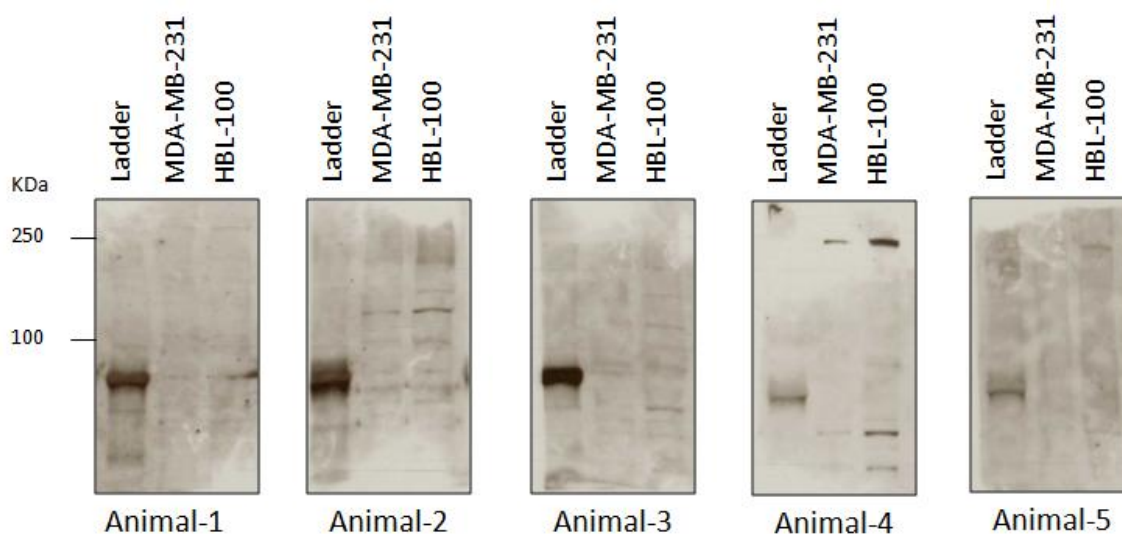 Ladder
MDA-MB-231
HBL-100
Ladder
MDA-MB-231
HBL-100
Ladder
MDA-MB-231
HBL-100
Ladder
MDA-MB-231
HBL-100
Ladder
MDA-MB-231
HBL-100
KDa
250
100
Animal-1
Animal-2
Animal-3
Animal-4
Animal-5